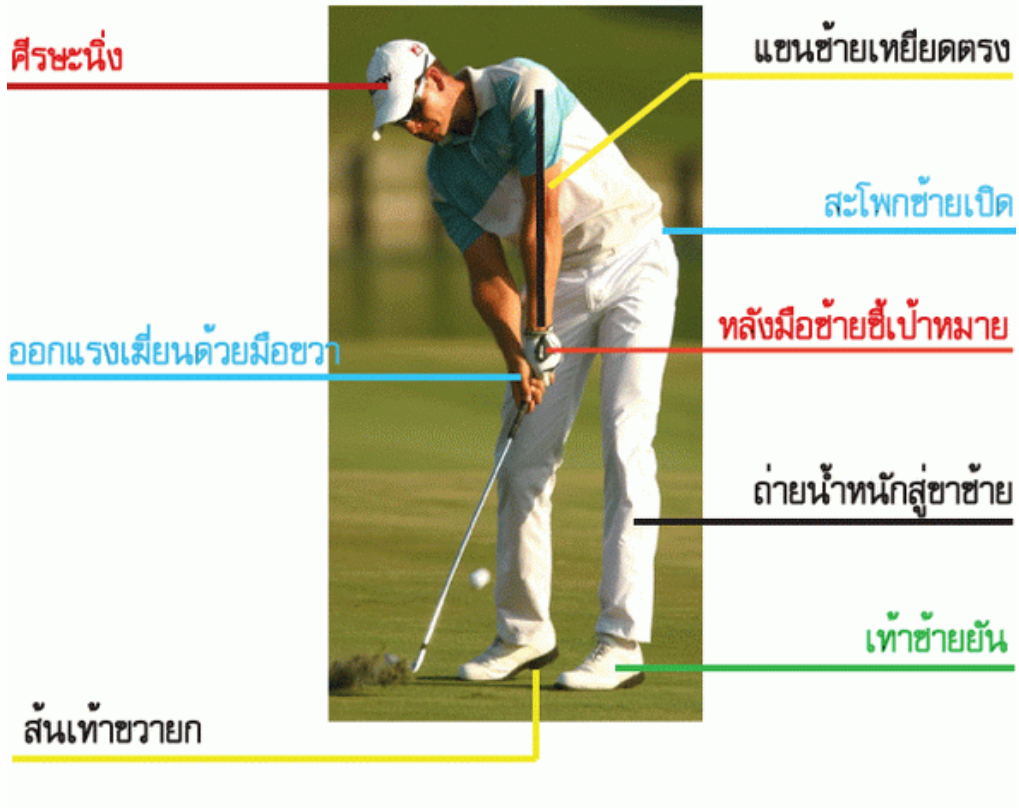 ศีรษะนิ่ง
แขนซ้ายเหยียดตรง
สะโพกซ้ายเปิด
หลังมือซ้ายชี้เป้าหมาย
ออกแรงเฆี่ยนด้วยมือขวา
ถ่ายน้ำหนักสู่ขาซ้าย
เท้าซ้ายยัน
ส้นเท้าขวายก